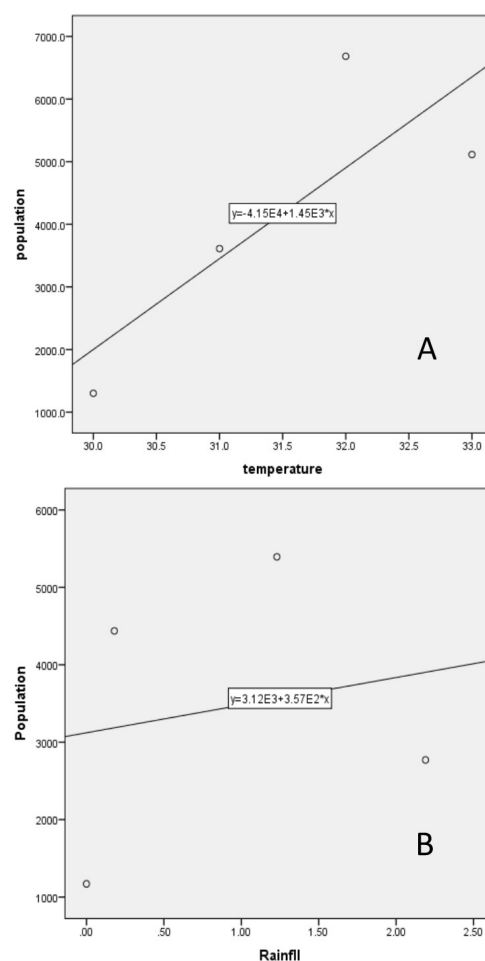 7000.0
6000.0
5000.0
4000.0
3000.0
2000.0
1000.0
population
y=-4.15E4+1.45E3*x
A
30.0 30.5 31.0 31.5 32.0 32.5 33.0
temperature
6000
5000
4000
3000
2000
1000
Population
y=3.12E3+3.57E2*x
B
.00 .50 1.00 1.50 2.00 2.50
Rainfll